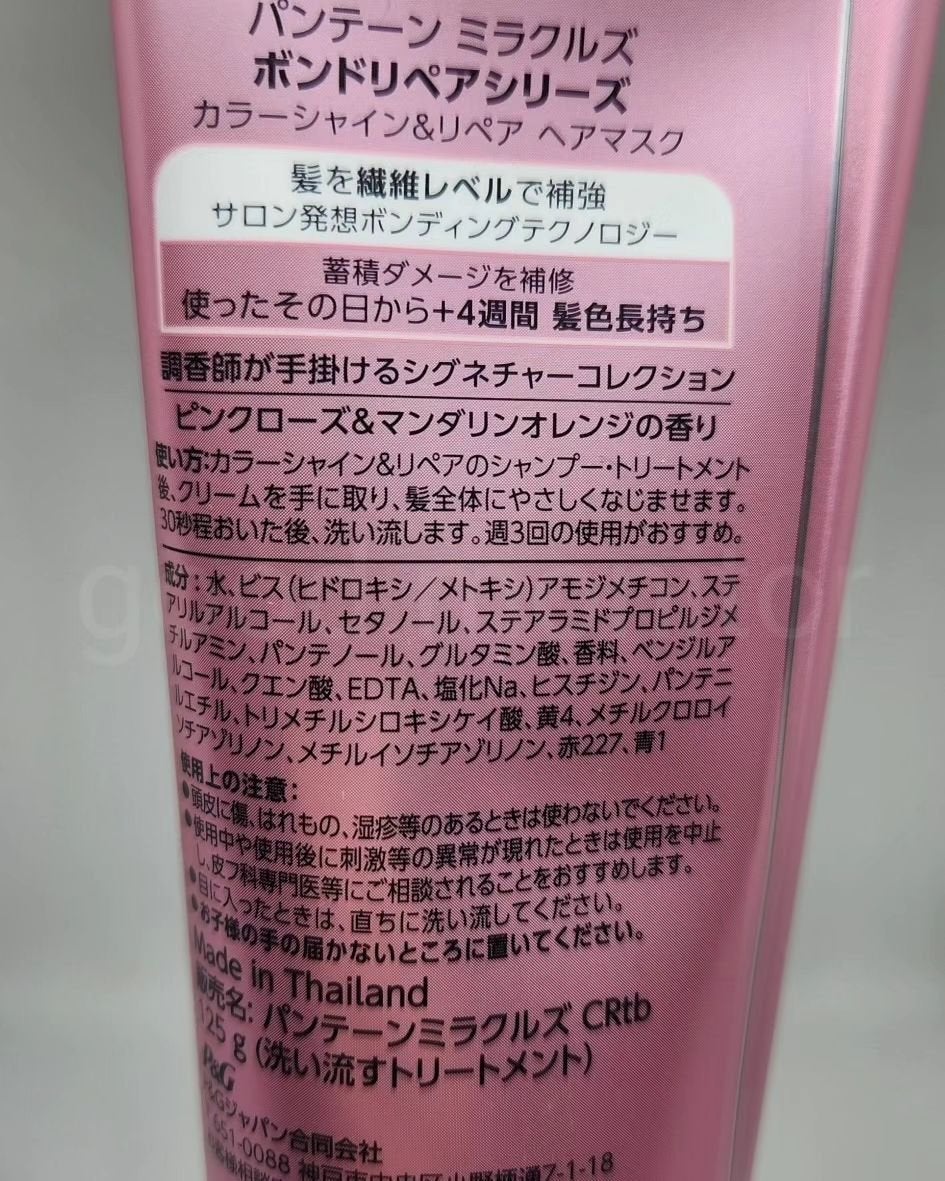 パンテーン ミラクルズ
ボンドリペアシリーズ
カラーシャイン&リペア ヘアマスク
髪を繊維レベルで補強
サロン発想ボンディングテクノロジー
蓄積ダメージを補修
使ったその日から+4週間 髪色長持ち
調香師が手掛けるシグネチャーコレクション
ピンクローズ&マンダリンオレンジの香り
使い方:カラーシャイン&リペアのシャンプー・トリートメント
後、クリームを手に取り、髪全体にやさしくなじませます。
30秒程おいた後、洗い流します。週3回の使用がおすすめ。
成分:水、ビス(ヒドロキシ/メトキシ)アモジメチコン、ステ
アリルアルコール、セタノール、ステアラミドプロピルジメ
チルアミン、パンテノール、グルタミン酸、香料、ベンジルア
ルコール、クエン酸、EDTA、塩化Na、ヒスチジン、パンテニ
ルエチル、トリメチルシロキシケイ酸、黄4、メチルクロロイ
ソチアゾリノン、メチルイソチアゾリノン、赤227、青1
使用上の注意:
●頭皮に傷、はれもの、湿疹等のあるときは使わないでください。
●使用中や使用後に刺激等の異常が現れたときは使用を中止
し、皮フ科専門医等にご相談されることをおすすめします。
●目に入ったときは、直ちに洗い流してください。
●お子様の手の届かないところに置いてください。
Made in Thailand
販売名: パンテーンミラクルズ CRtb
125 g (洗い流すトリートメント)
P&G
P&Gジャパン合同会社
〒651-0088 神戸市中央区小野柄通7-1-18